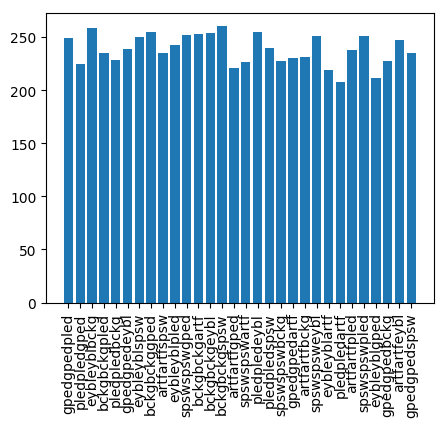 250
200
150
100
50
0
gpedgpedpled
pledpledgped
eybleyblbckg
bckgbckgpled
pledpledbckg
gpedgpedeybl
eybleyblspsw
bckgbckggped
artfartfspsw
eybleyblpled
spswspswgped
bckgbckgartf
bckgbckgeybl
bckgbckgspsw
artfartfgped
spswspswartf
pledpledeybl
pledpledspsw
spswspswbckg
gpedgpedartf
artfartfbckg
spswspsweybl
eybleyblartf
pledpledartf
artfartfpled
spswspswpled
eybleyblgped
gpedgpedbckg
artfartfeybl
gpedgpedspsw